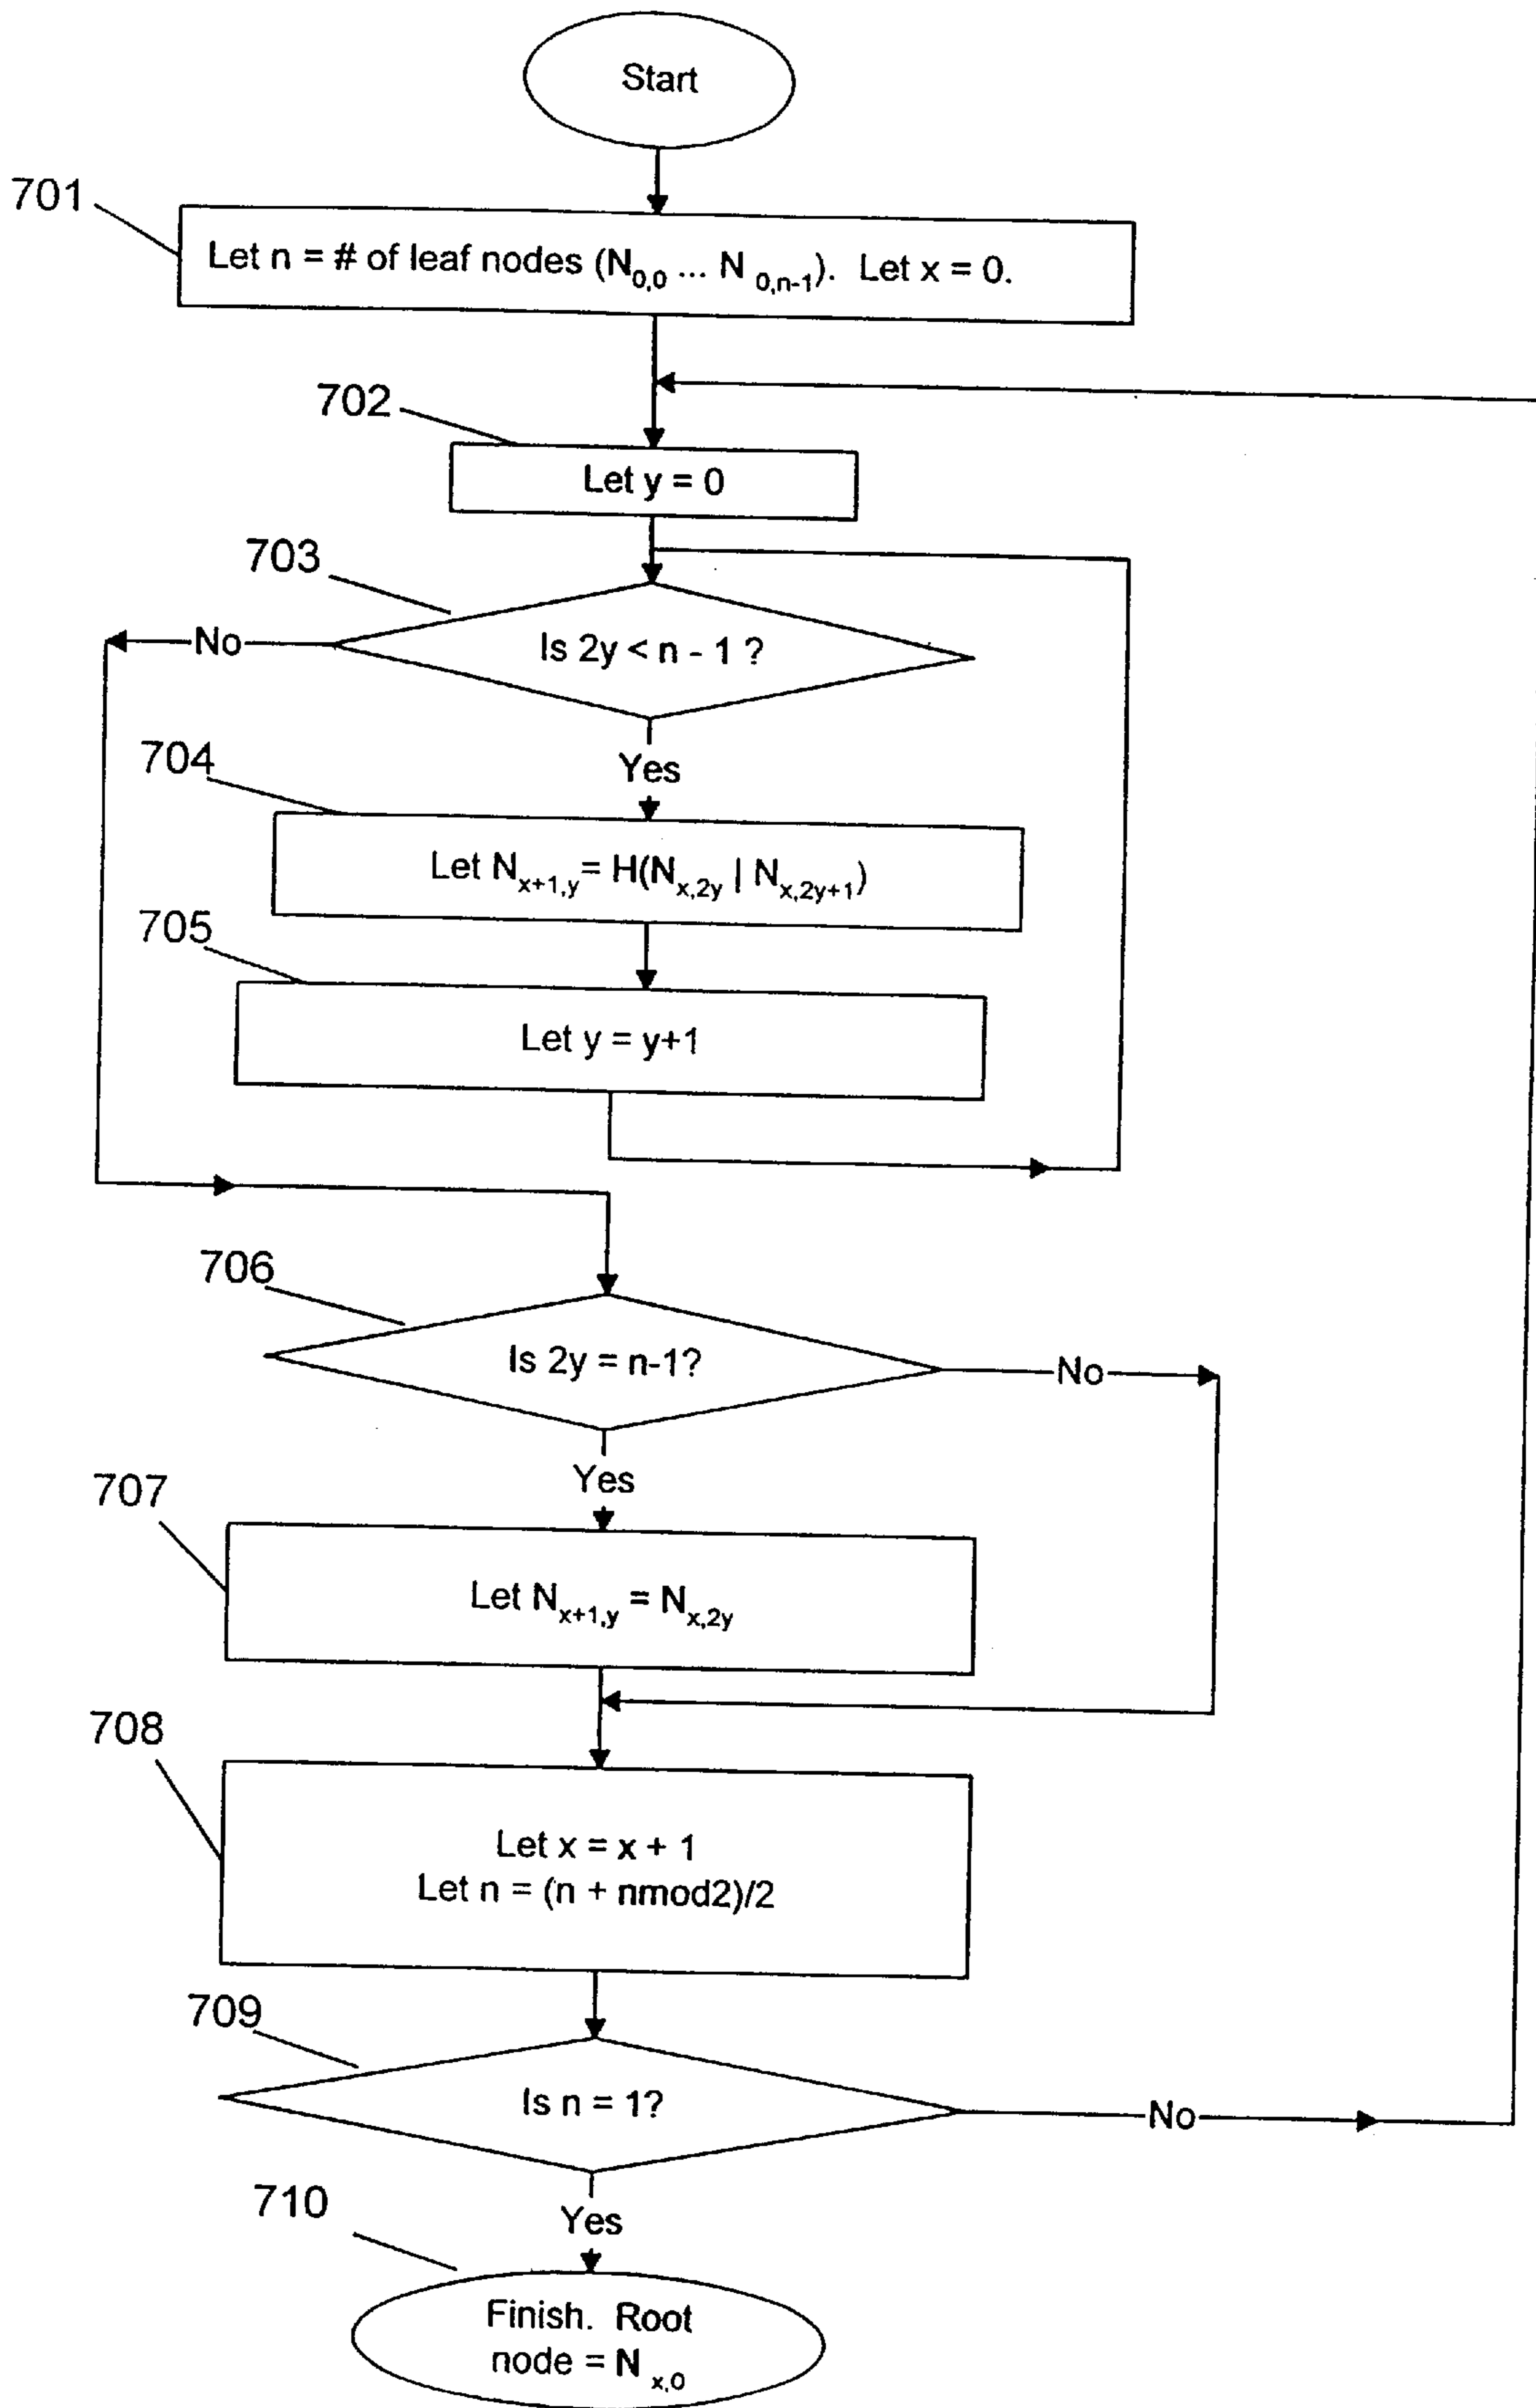 Start
701
Let n = # of leaf nodes (N0,0 ... N 0,n-1). Let x = 0.
702
Let y = 0
703
No
Is 2y < n - 1 ?
Yes
704
Let Nx+1,y= H(Nx,2y | Nx,2y+1)
705
Let y = y+1
706
Is 2y = n-1?
No
Yes
707
Let Nx+1,y = Nx,2y
708
Let x = x + 1
Let n = (n + nmod2)/2
709
Is n = 1?
No
Yes
710
Finish. Root
node = N x,0